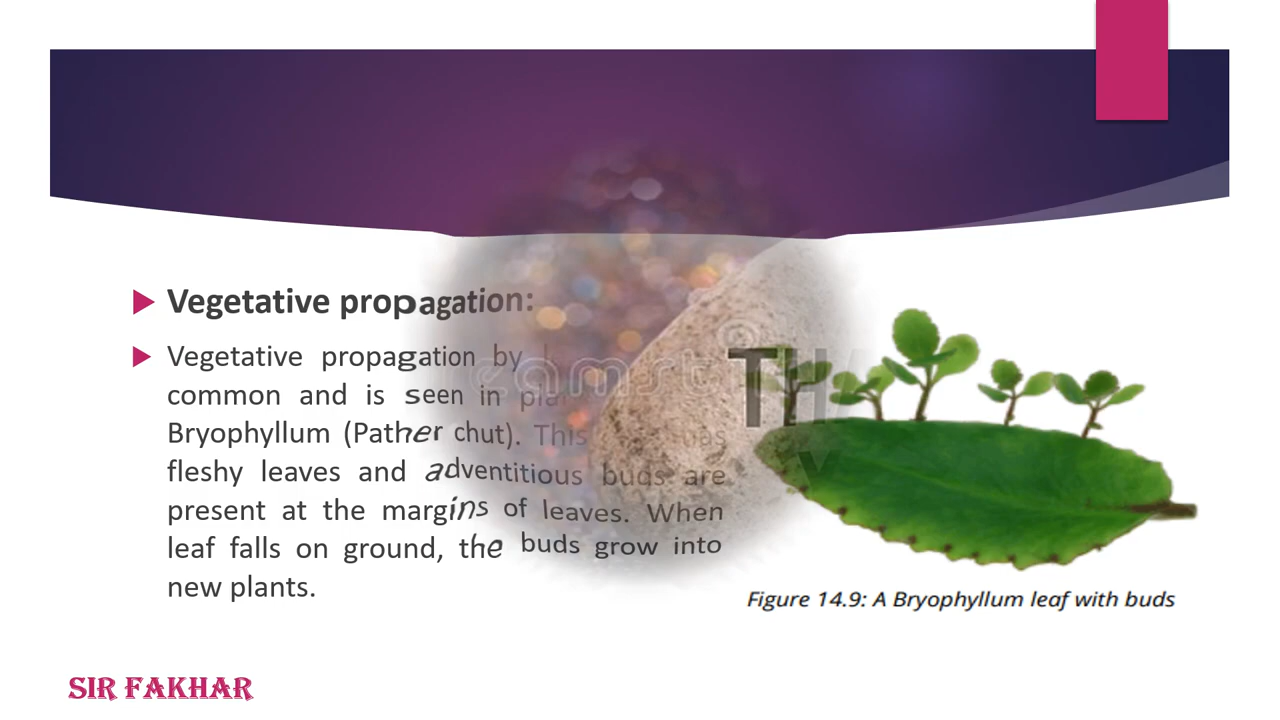 Vegetative propagation:
Vegetative propagation by
common and is seen in
Bryophyllum (Pather chut). This
fleshy leaves and adventitious buds are
present at the margins of leaves. When
leaf falls on ground, the buds grow into
new plants.
Figure 14.9: A Bryophyllum leaf with buds
SIR FAKHAR